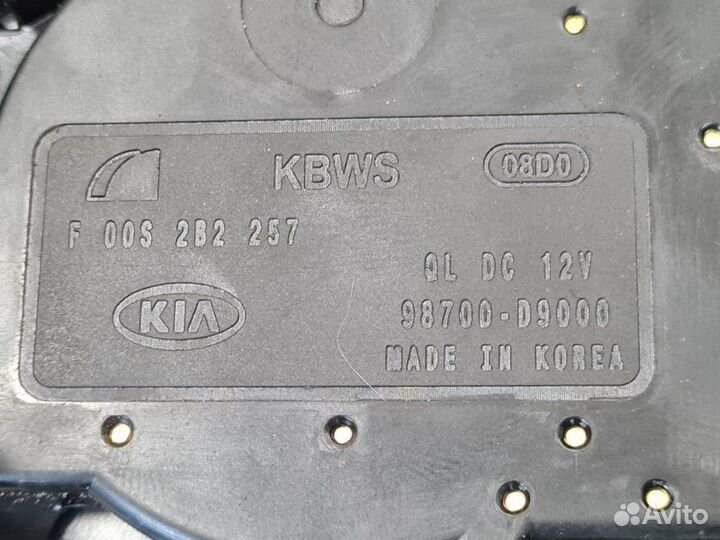 KBWS 08D0
F 00S 2B2 257
QL DC 12V
KIA 98700-D9000
MADE IN KOREA
Avito